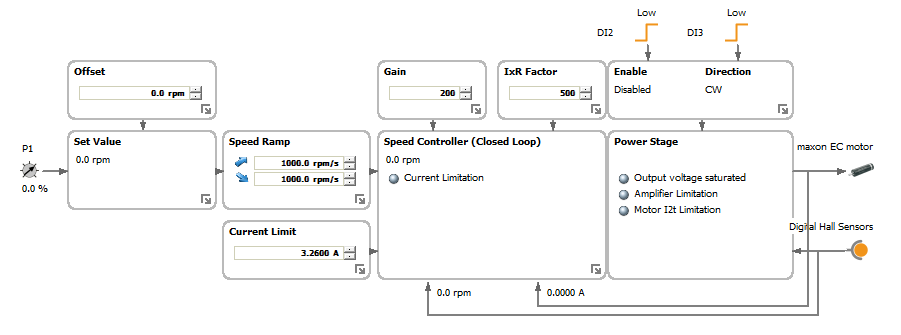 Low
Low
DI2
DI3
Offset
0.0 rpm
Gain
200
IxR Factor
500
Enable
Direction
Disabled
CW
P1
0.0 %
Set Value
0.0 rpm
Speed Ramp
1000.0 rpm/s
1000.0 rpm/s
Speed Controller (Closed Loop)
0.0 rpm
Current Limitation
Power Stage
Output voltage saturated
Amplifier Limitation
Motor I2t Limitation
maxon EC motor
Current Limit
3.2600 A
Digital Hall Sensors
0.0 rpm
0.0000 A